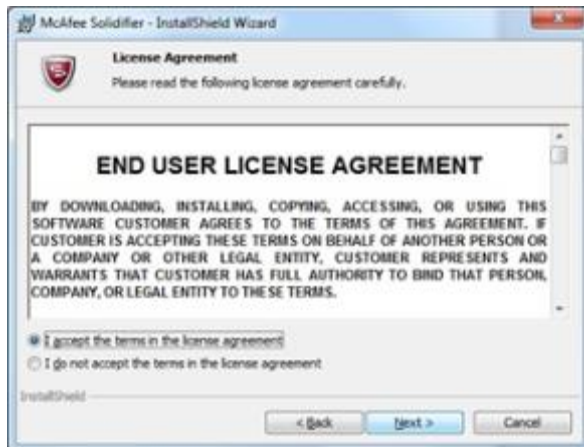 McAfee Solidifier - InstallShield Wizard
License Agreement
Please read the following license agreement carefully.
END USER LICENSE AGREEMENT
BY DOWNLOADING, INSTALLING, COPYING, ACCESSING, OR USING THIS
SOFTWARE CUSTOMER AGREES TO THE TERMS OF THIS AGREEMENT. IF
CUSTOMER IS ACCEPTING THESE TERMS ON BEHALF OF ANOTHER PERSON OR
A COMPANY OR OTHER LEGAL ENTITY, CUSTOMER REPRESENTS AND
WARRANTS THAT CUSTOMER HAS FULL AUTHORITY TO BIND THAT PERSON,
COMPANY, OR LEGAL ENTITY TO THESE TERMS.
I accept the terms in the license agreement
I do not accept the terms in the license agreement
InstallShield
< Back Next > Cancel